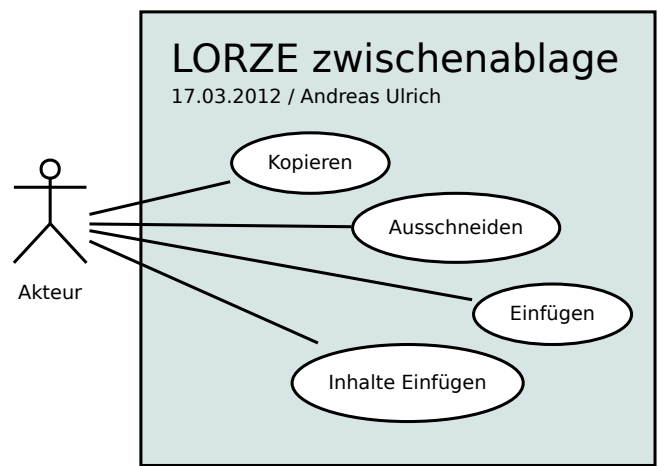 LORZE zwischenablage
17.03.2012 / Andreas Ulrich
Kopieren
Ausschneiden
Akteur
Einfügen
Inhalte Einfügen